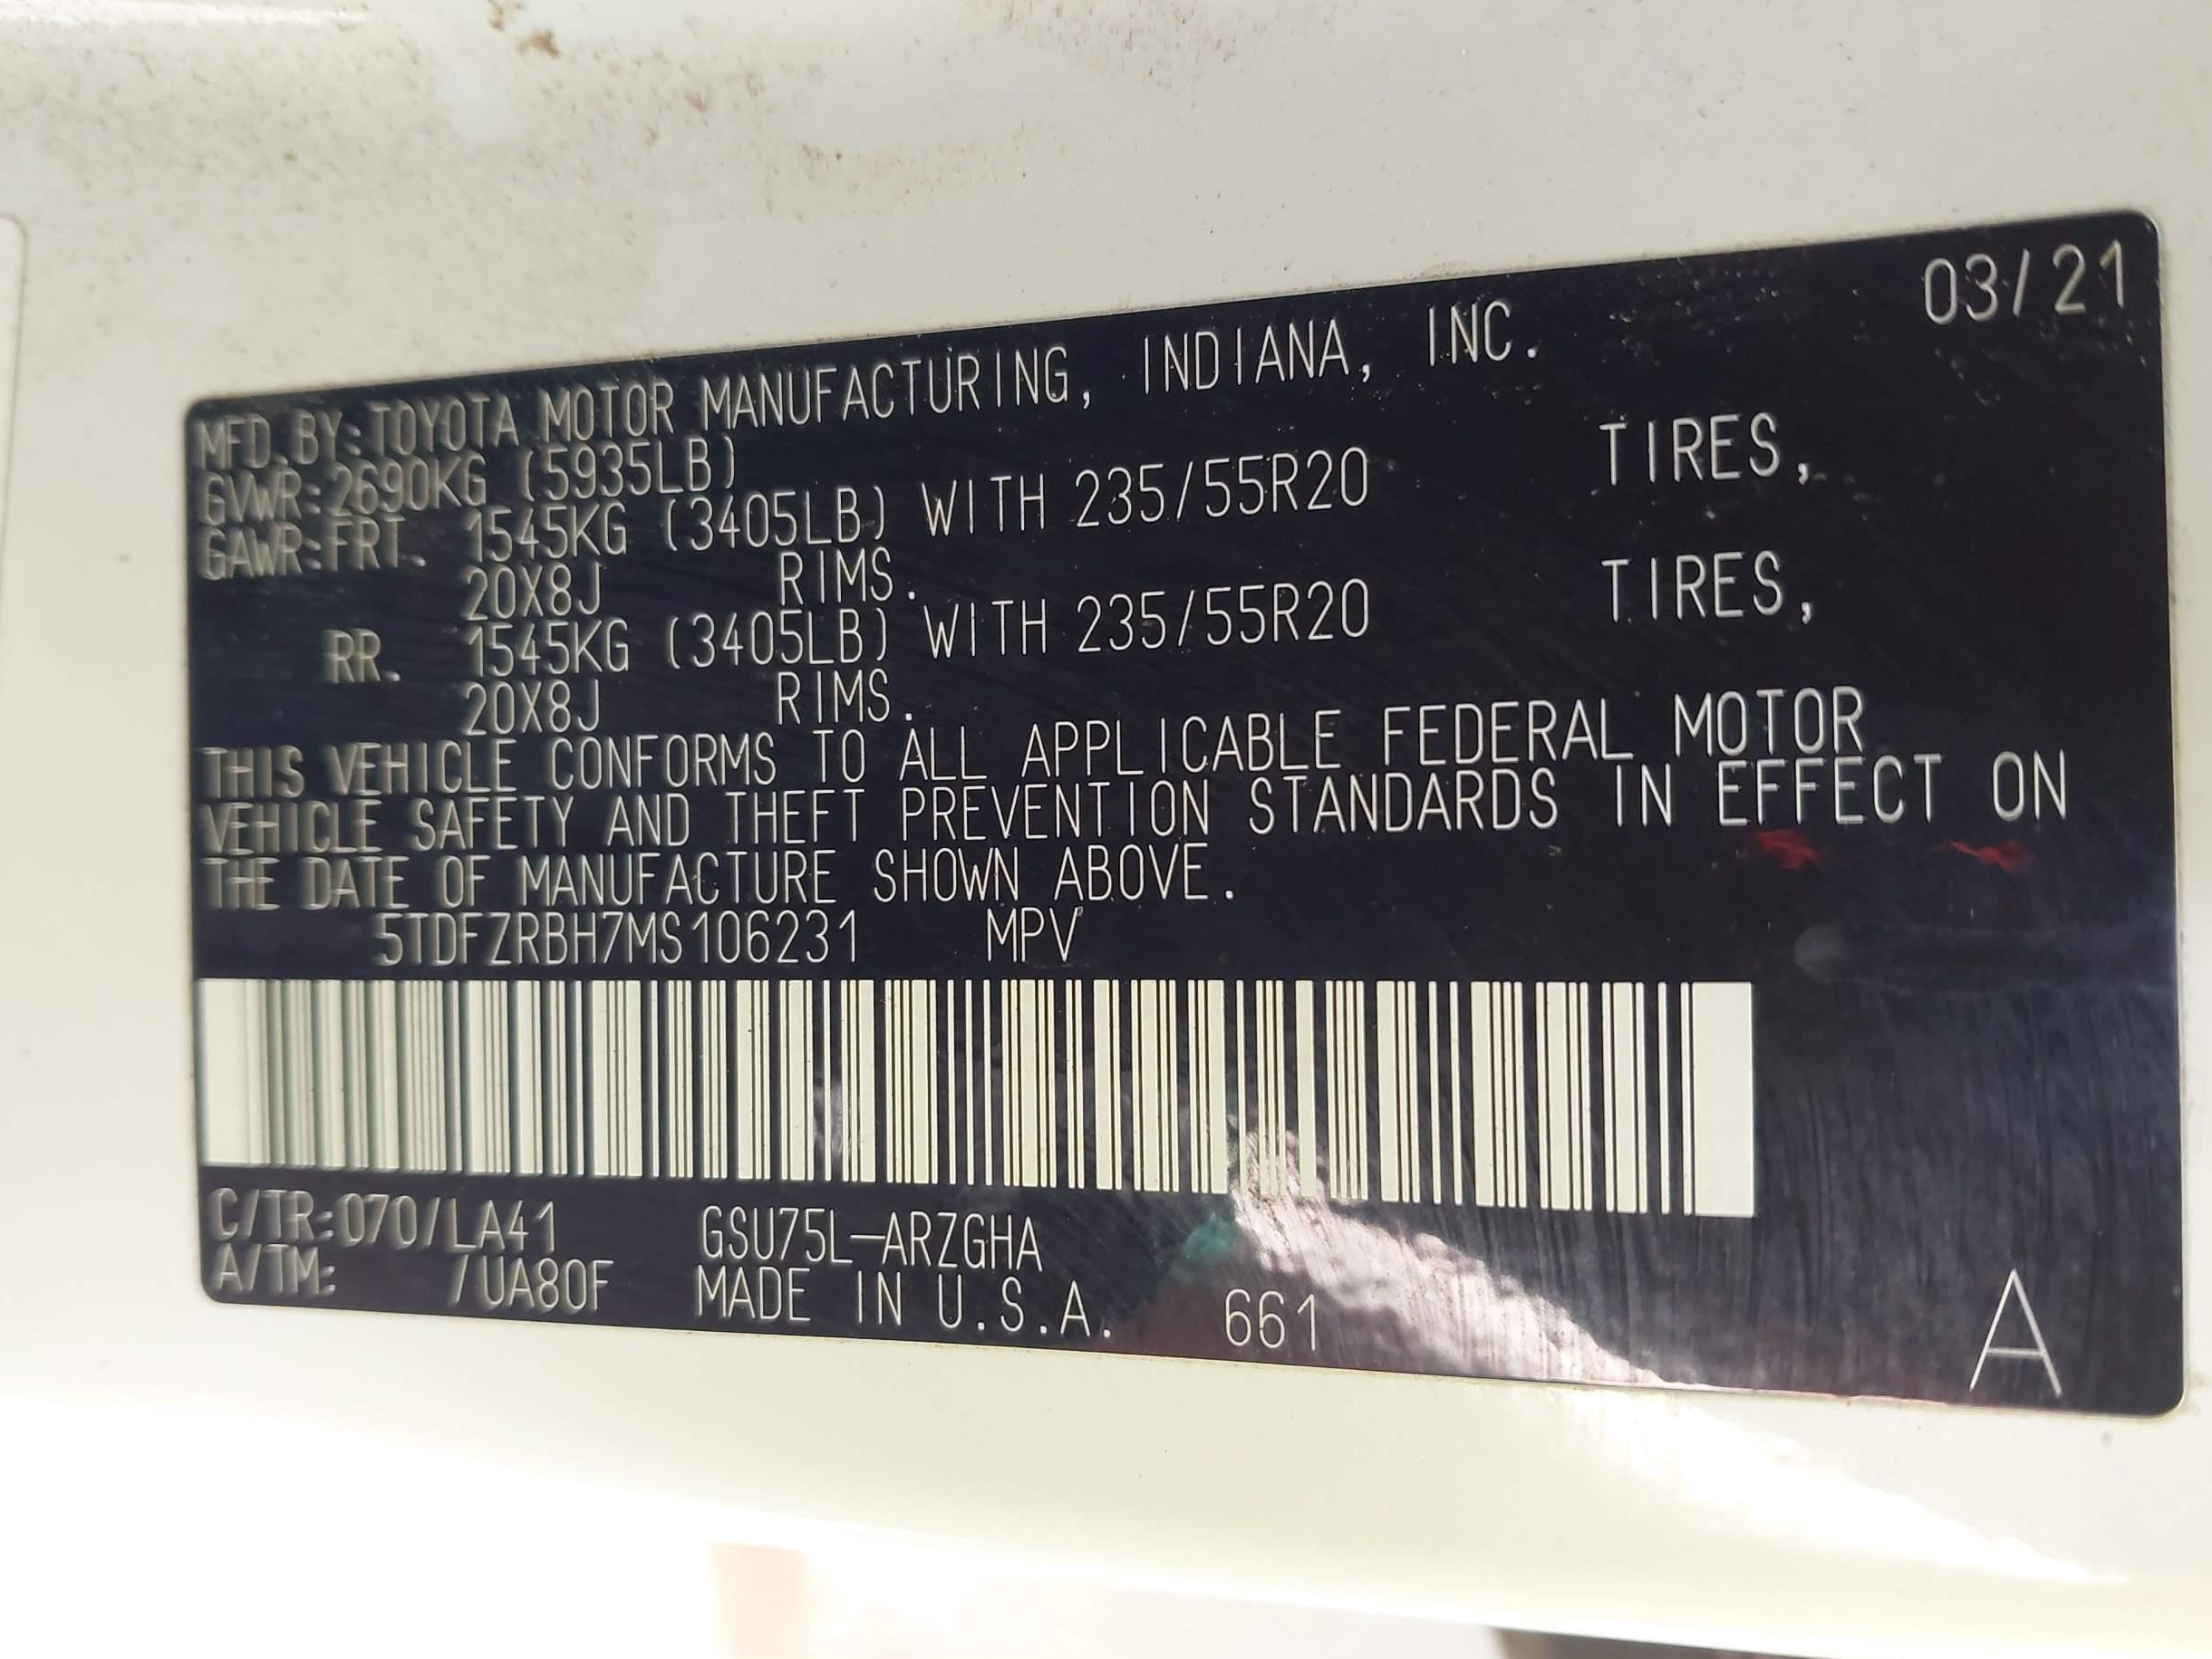 03/21
MFD. BY: TOYOTA MOTOR MANUFACTURING, INDIANA, INC.
GVWR: 2690KG (5935LB)
GAWR: FRT. 1545KG (3405LB) WITH 235/55R20 TIRES,
20X8J RIMS.
RR. 1545KG (3405LB) WITH 235/55R20 TIRES,
20X8J RIMS.
THIS VEHICLE CONFORMS TO ALL APPLICABLE FEDERAL MOTOR
VEHICLE SAFETY AND THEFT PREVENTION STANDARDS IN EFFECT ON
THE DATE OF MANUFACTURE SHOWN ABOVE.
5TDFZRBH7MS106231 MPV
C/TR: 070/LA41 GSU75L-ARZGHA
A/TM: /UA80F MADE IN U.S.A. 661 A